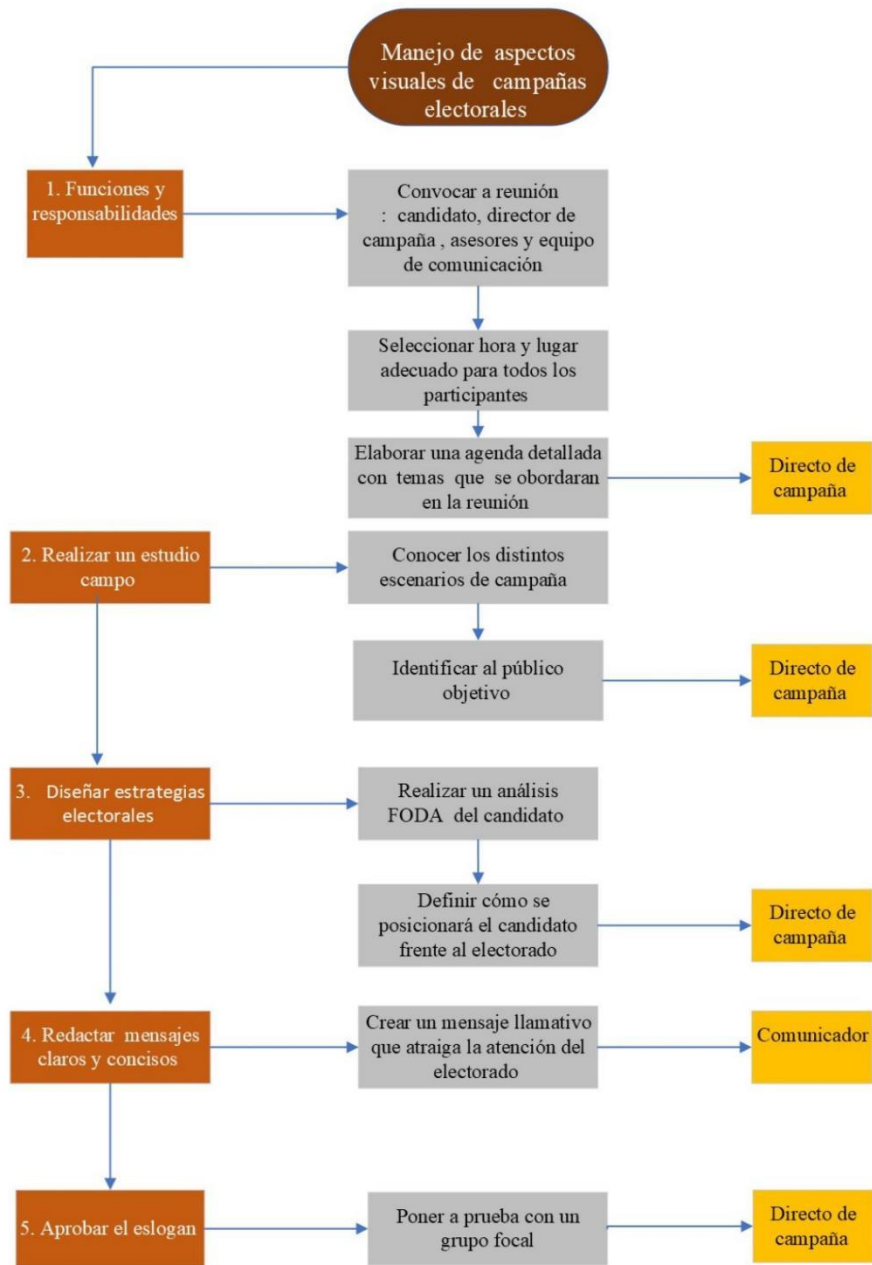 Manejo de aspectos
visuales de campañas
electorales
1. Funciones y
responsabilidades
Convocar a reunión
: candidato, director de
campaña , asesores y equipo
de comunicación
Seleccionar hora y lugar
adecuado para todos los
participantes
Elaborar una agenda detallada
con temas que se obordaran
en la reunión
Directo de
campaña
2. Realizar un estudio
campo
Conocer los distintos
escenarios de campaña
Identificar al público
objetivo
Directo de
campaña
3. Diseñar estrategias
electorales
Realizar un análisis
FODA del candidato
Definir cómo se
posicionará el candidato
frente al electorado
Directo de
campaña
4. Redactar mensajes
claros y concisos
Crear un mensaje llamativo
que atraiga la atención del
electorado
Comunicador
5. Aprobar el eslogan
Poner a prueba con un
grupo focal
Directo de
campaña